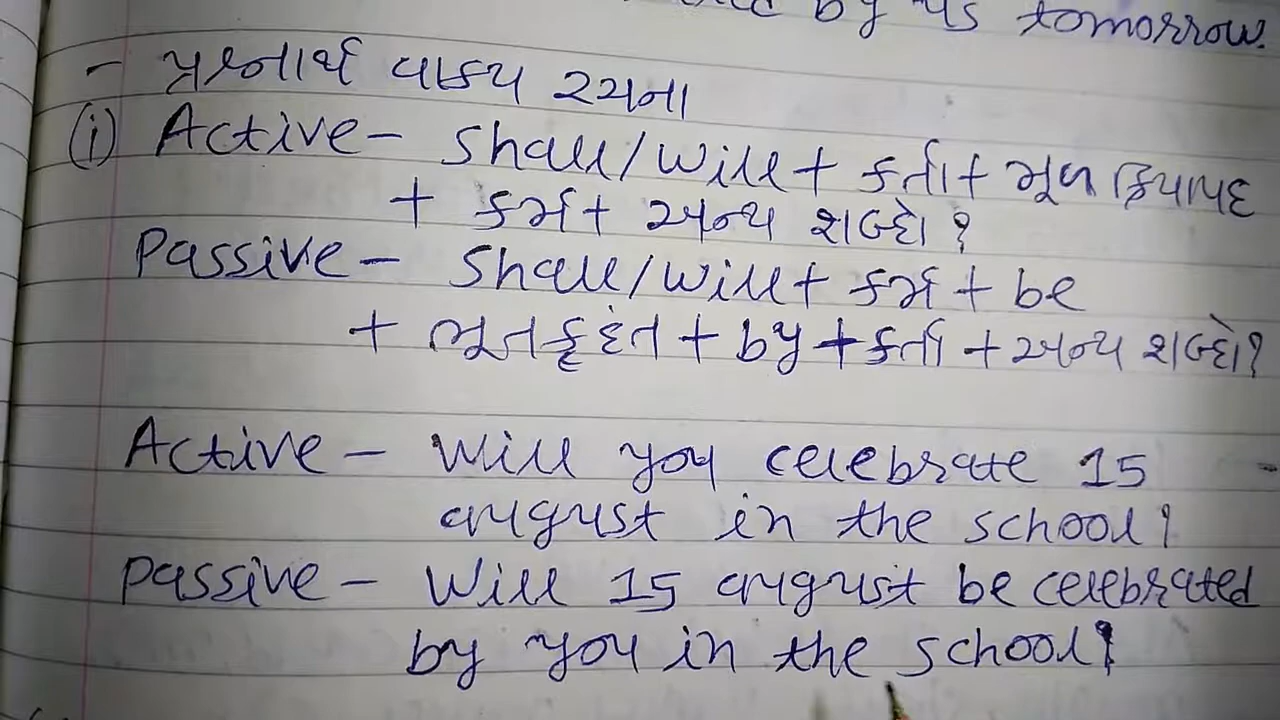 by us tomorrow.
- પ્રશ્નાર્થ વાક્ય રચના
(i) Active - Shall/Will + કર્તા + મૂળ ક્રિયાપદ
+ કર્મ + અન્ય શબ્દો ?
Passive - Shall/Will + કર્મ + be
+ ભૂતકૃદંત + by + કર્તા + અન્ય શબ્દો ?
Active - Will you celebrate 15
august in the school?
Passive - Will 15 august be celebrated
by you in the school?